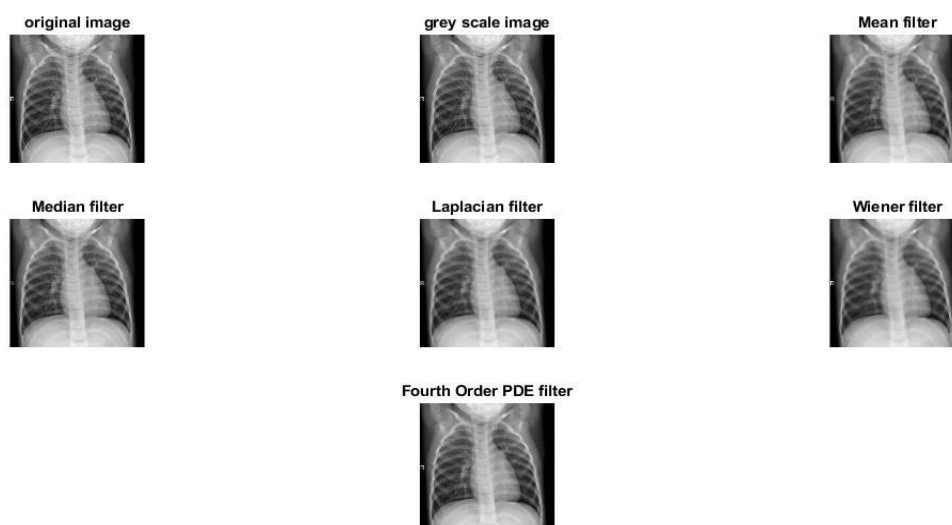 original image
grey scale image
Mean filter
Median filter
Laplacian filter
Wiener filter
Fourth Order PDE filter